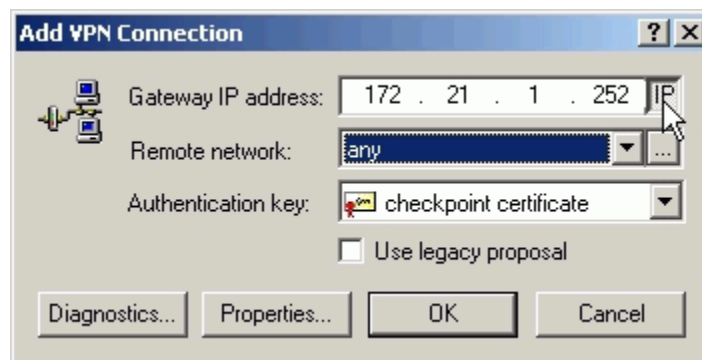 Add VPN Connection
Gateway IP address: 172 . 21 . 1 . 252 IP
Remote network: any ...
Authentication key: checkpoint certificate
Use legacy proposal
Diagnostics... Properties... OK Cancel